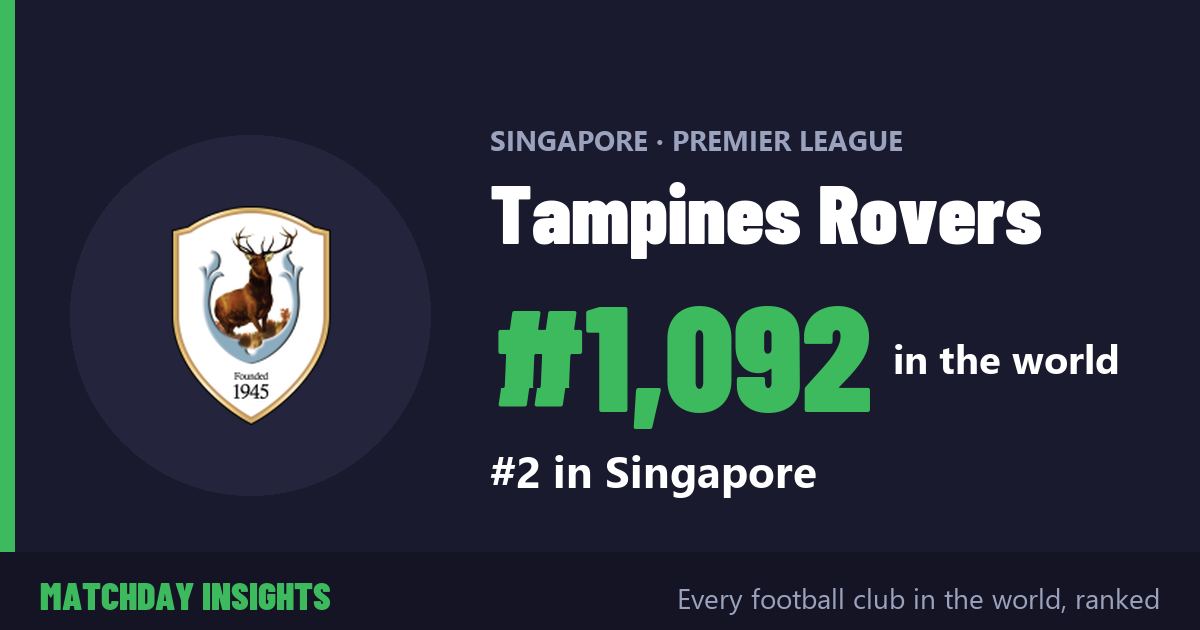 SINGAPORE · PREMIER LEAGUE
Tampines Rovers
#1,092 in the world
#2 in Singapore
Founded
1945
MATCHDAY INSIGHTS
Every football club in the world, ranked